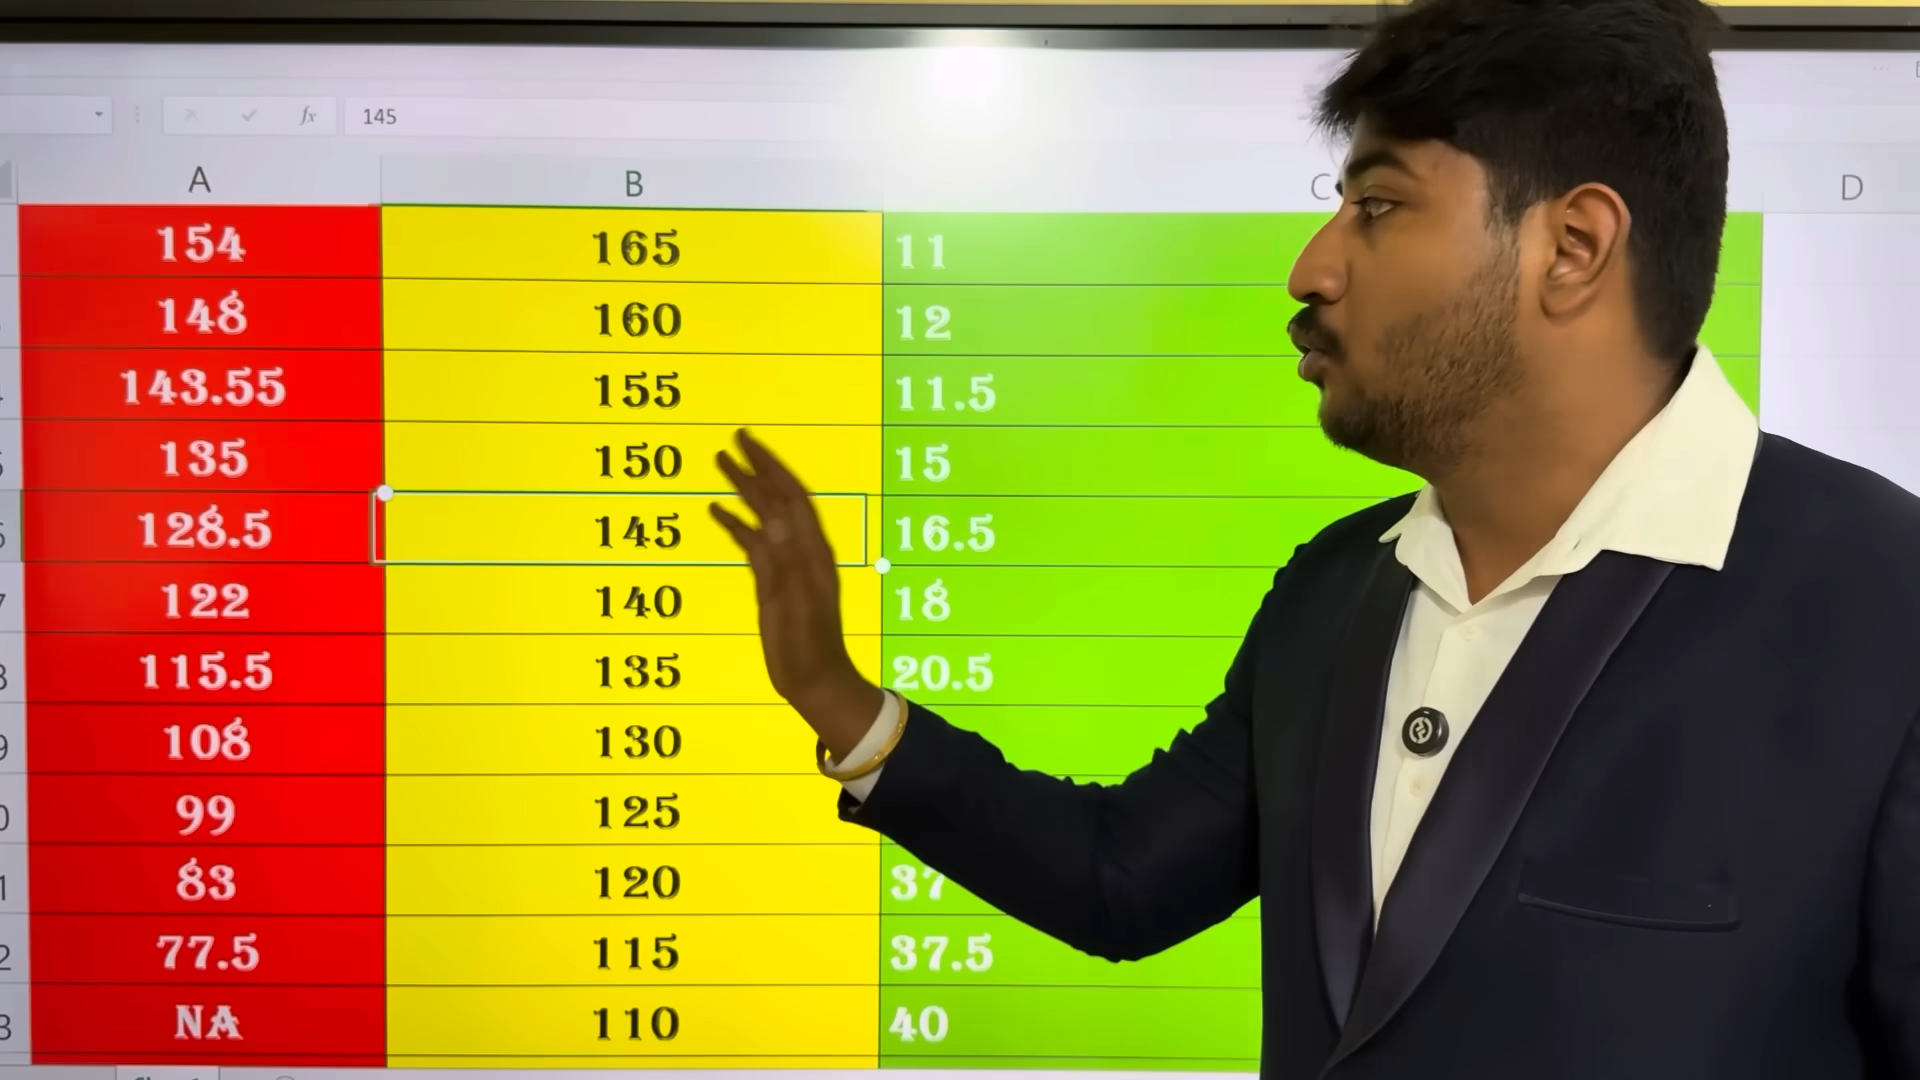 fx 145
A B C D
154 165 11
148 160 12
143.55 155 11.5
135 150 15
128.5 145 16.5
122 140 18
115.5 135 20.5
108 130
99 125
83 120 37
77.5 115 37.5
NA 110 40